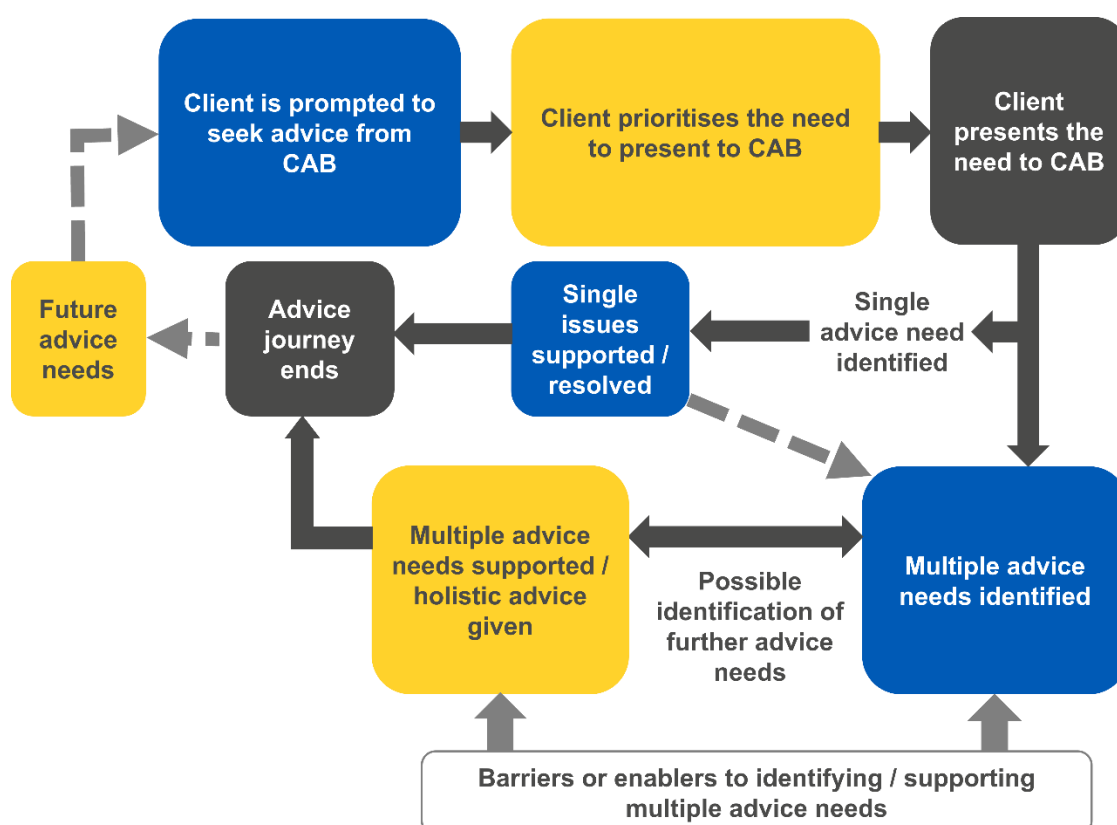 Client is prompted to
seek advice from
CAB
Client prioritises the need
to present to CAB
Client
presents the
need to CAB
Future
advice
needs
Advice
journey
ends
Single
issues
supported /
resolved
Single
advice need
identified
Multiple advice
needs supported /
holistic advice
given
Possible
identification of
further advice
needs
Multiple advice
needs identified
Barriers or enablers to identifying / supporting
multiple advice needs